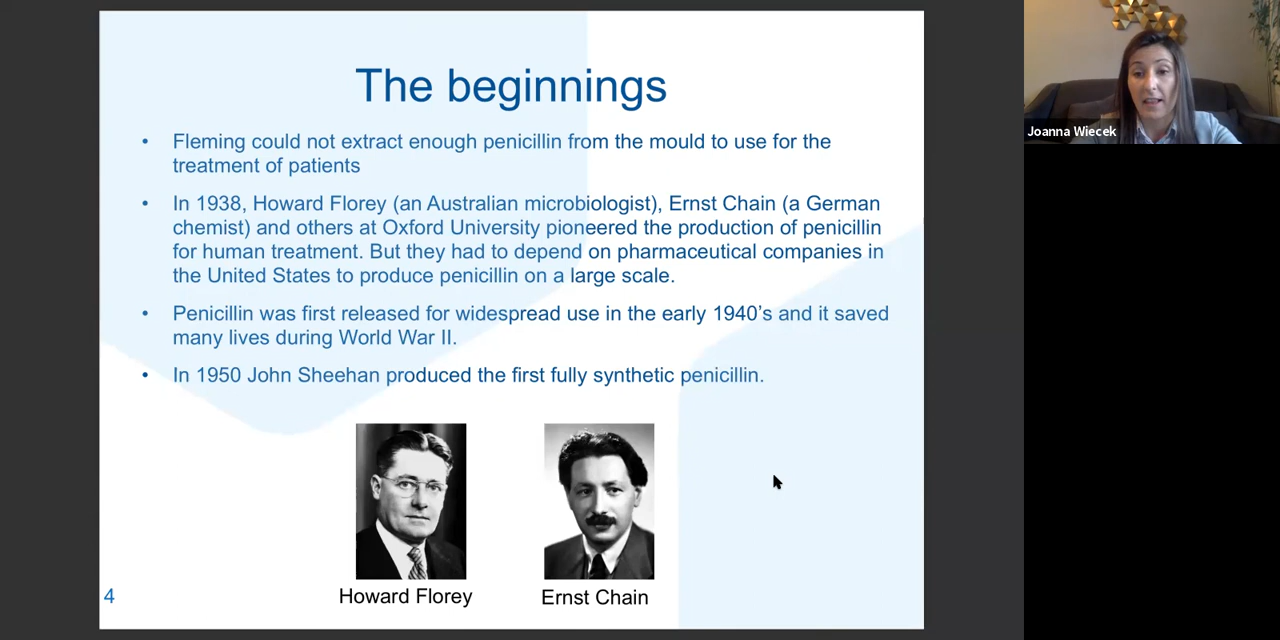 The beginnings
• Fleming could not extract enough penicillin from the mould to use for the
treatment of patients
• In 1938, Howard Florey (an Australian microbiologist), Ernst Chain (a German
chemist) and others at Oxford University pioneered the production of penicillin
for human treatment. But they had to depend on pharmaceutical companies in
the United States to produce penicillin on a large scale.
• Penicillin was first released for widespread use in the early 1940’s and it saved
many lives during World War II.
• In 1950 John Sheehan produced the first fully synthetic penicillin.
Howard Florey
Ernst Chain
4
Joanna Wiecek